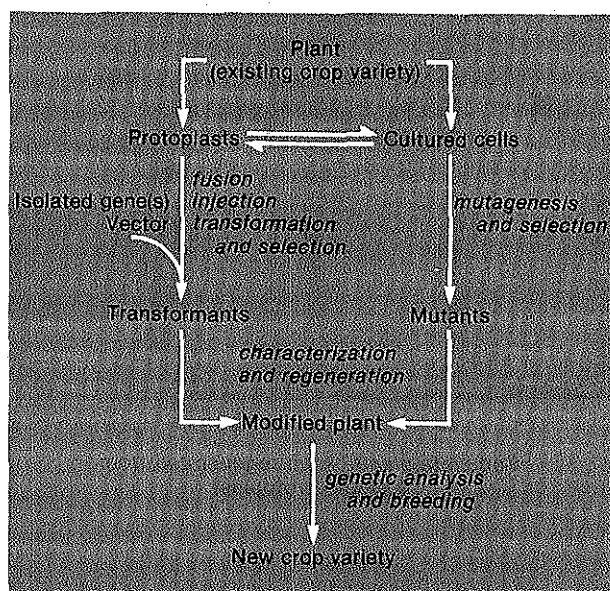 Plant
(existing crop variety)
Protoplasts
Cultured cells
Isolated gene(s)
Vector
fusion
injection
transformation
and selection
mutagenesis
and selection
Transformants
Mutants
characterization
and regeneration
Modified plant
genetic analysis
and breeding
New crop variety